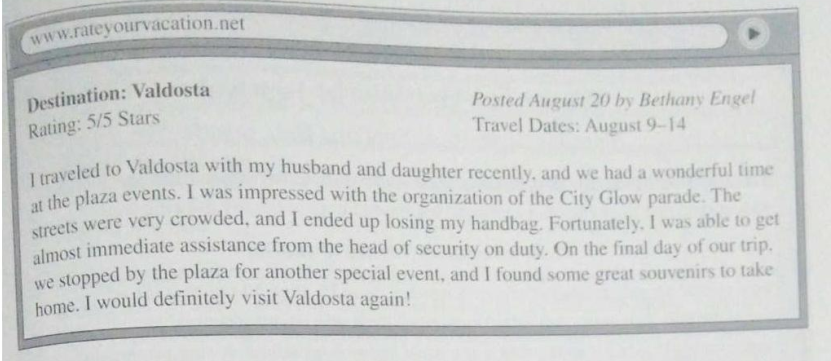 www.rateyourvacation.net
Destination: Valdosta
Rating: 5/5 Stars
Posted August 20 by Bethany Engel
Travel Dates: August 9–14
I traveled to Valdosta with my husband and daughter recently, and we had a wonderful time
at the plaza events. I was impressed with the organization of the City Glow parade. The
streets were very crowded, and I ended up losing my handbag. Fortunately, I was able to get
almost immediate assistance from the head of security on duty. On the final day of our trip,
we stopped by the plaza for another special event, and I found some great souvenirs to take
home. I would definitely visit Valdosta again!